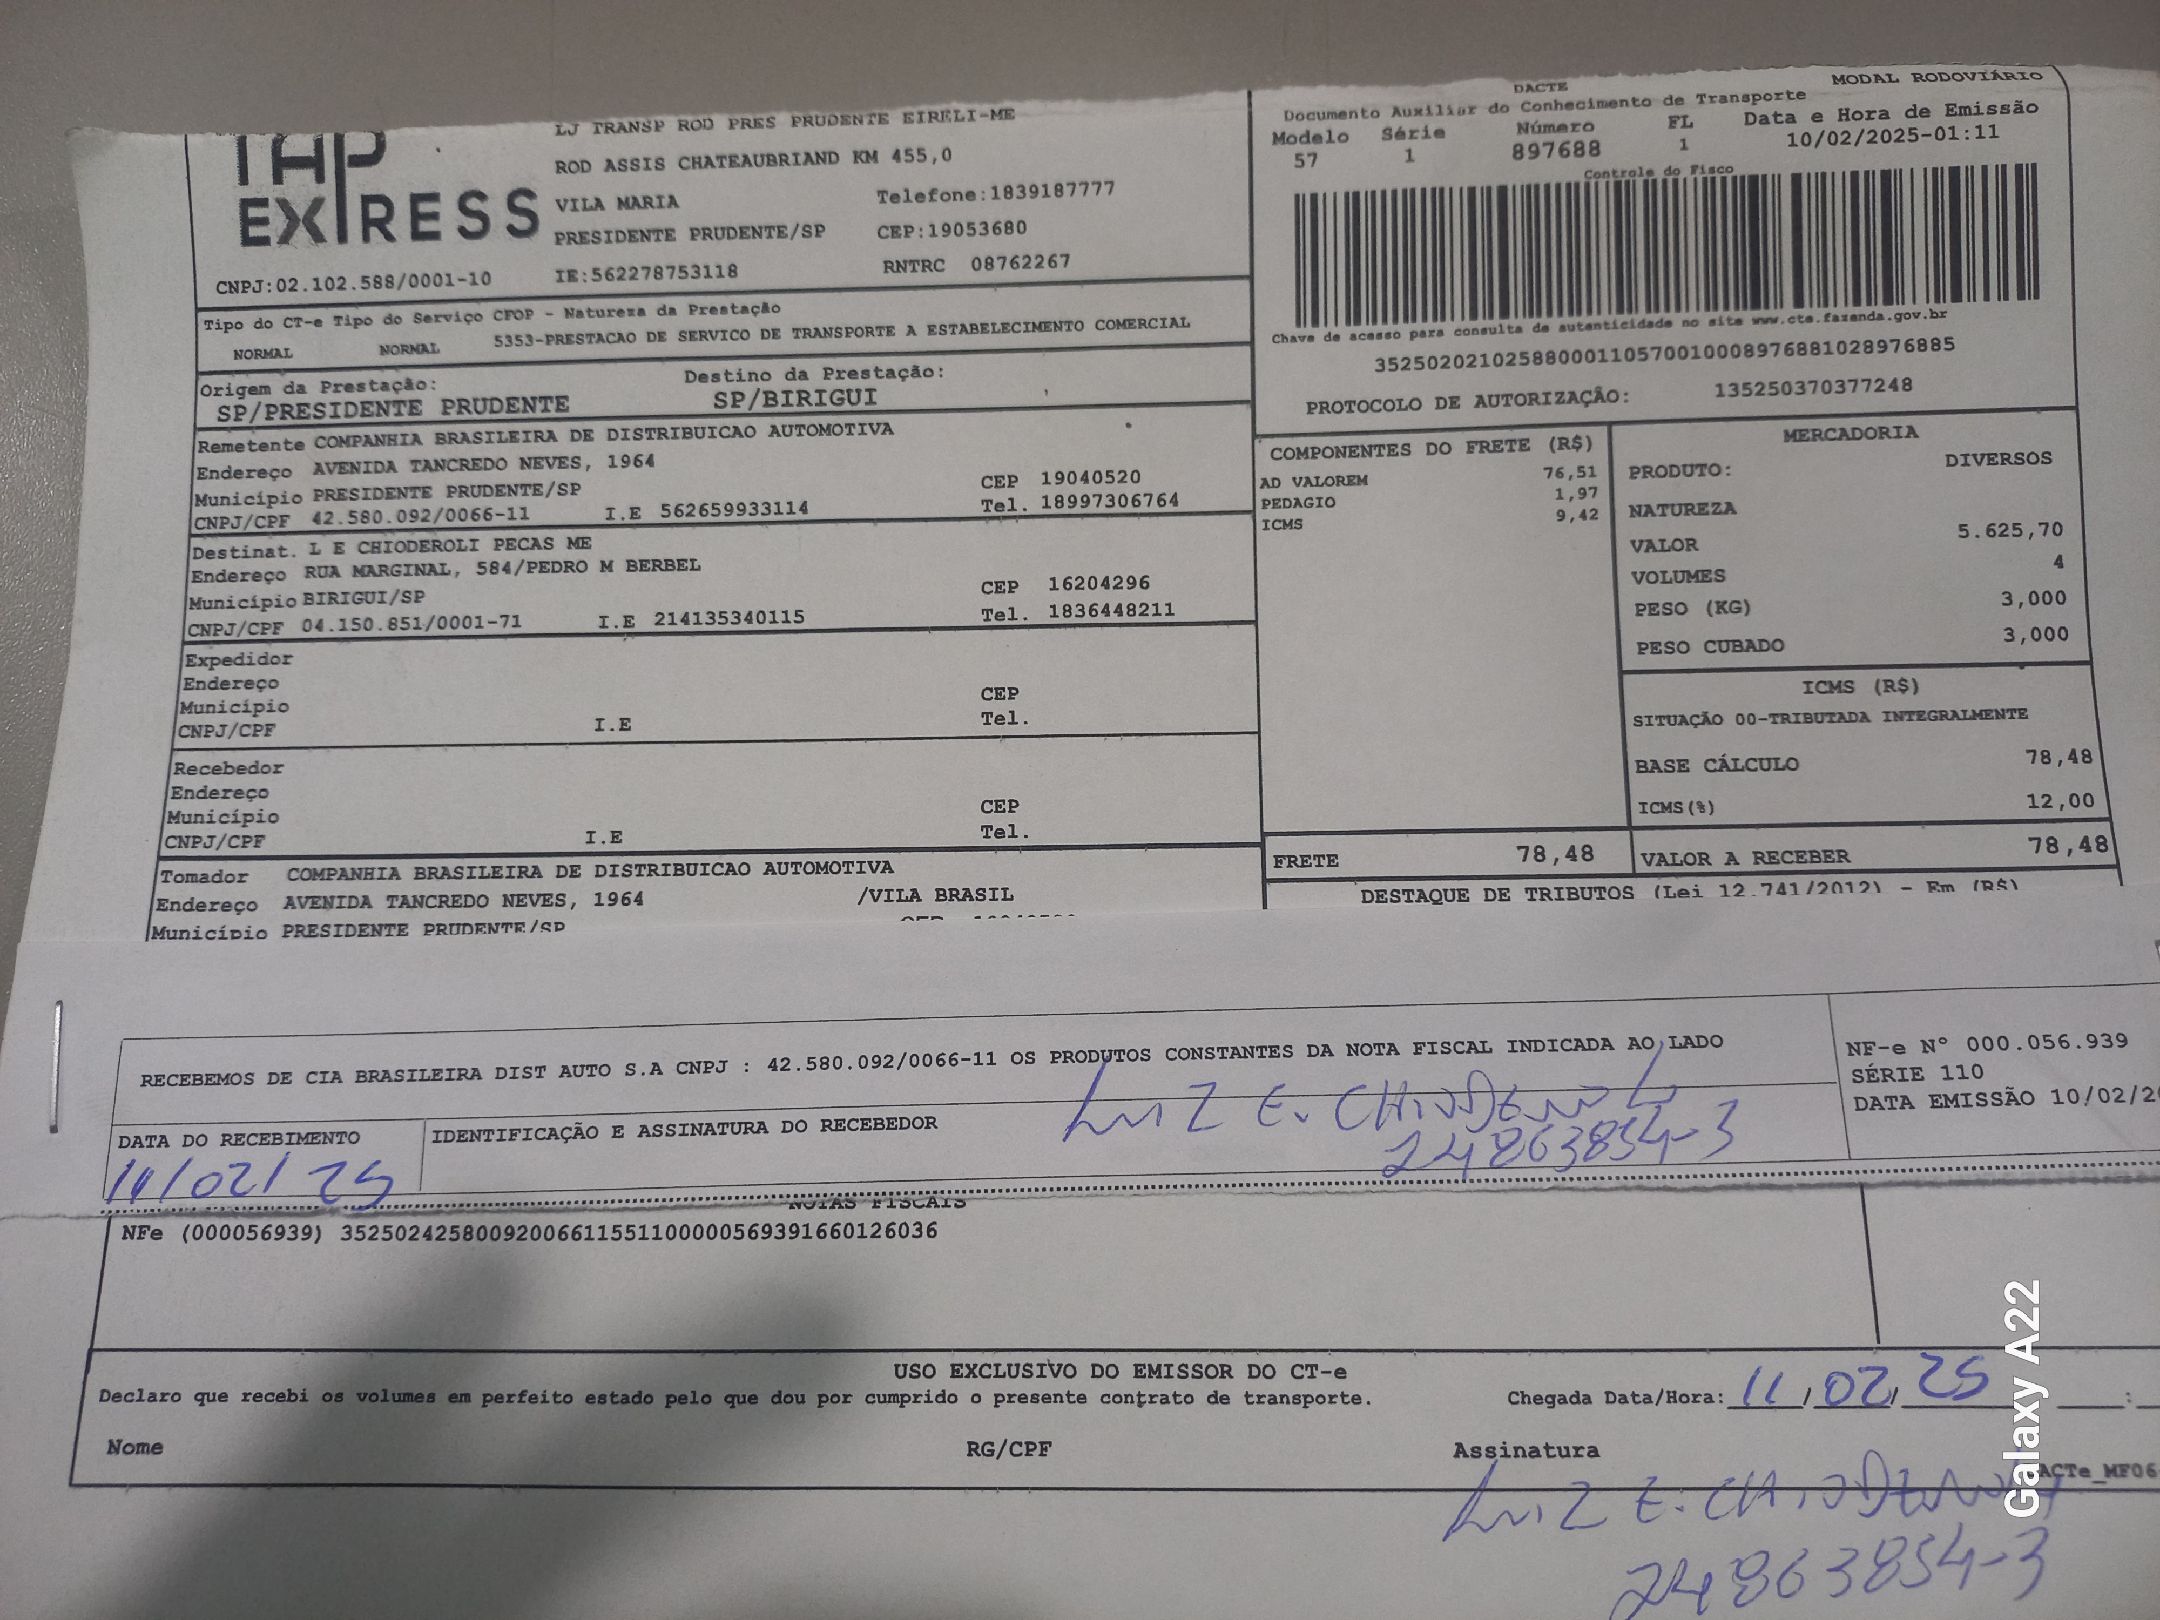 TAP
EXPRESS
LJ TRANSP ROD PRES PRUDENTE EIRELI-ME
ROD ASSIS CHATEAUBRIAND KM 455,0
VILA MARIA Telefone:1839187777
PRESIDENTE PRUDENTE/SP CEP:19053680
CNPJ:02.102.588/0001-10 IE:562278753118 RNTRC 08762267
DACTE MODAL RODOVIÁRIO
Documento Auxiliar do Conhecimento de Transporte
Modelo Série Número FL Data e Hora de Emissão
57 1 897688 1 10/02/2025-01:11
Controle do Fisco
Chave de acesso para consulta de autenticidade no site www.cte.fazenda.gov.br
35250202102588000110570010008976881028976885
PROTOCOLO DE AUTORIZAÇÃO: 135250370377248
Tipo do CT-e Tipo do Serviço CFOP - Natureza da Prestação
NORMAL NORMAL 5353-PRESTACAO DE SERVICO DE TRANSPORTE A ESTABELECIMENTO COMERCIAL
Origem da Prestação: Destino da Prestação:
SP/PRESIDENTE PRUDENTE SP/BIRIGUI
Remetente COMPANHIA BRASILEIRA DE DISTRIBUICAO AUTOMOTIVA
Endereço AVENIDA TANCREDO NEVES, 1964
Município PRESIDENTE PRUDENTE/SP CEP 19040520
CNPJ/CPF 42.580.092/0066-11 I.E 562659933114 Tel. 18997306764
Destinat. L E CHIODEROLI PECAS ME
Endereço RUA MARGINAL, 584/PEDRO M BERBEL
Município BIRIGUI/SP CEP 16204296
CNPJ/CPF 04.150.851/0001-71 I.E 214135340115 Tel. 1836448211
Expedidor
Endereço
Município CEP
CNPJ/CPF I.E Tel.
Recebedor
Endereço
Município CEP
CNPJ/CPF I.E Tel.
Tomador COMPANHIA BRASILEIRA DE DISTRIBUICAO AUTOMOTIVA
Endereço AVENIDA TANCREDO NEVES, 1964 /VILA BRASIL
Município PRESIDENTE PRUDENTE/SP
COMPONENTES DO FRETE (R$)
AD VALOREM 76,51
PEDAGIO 1,97
ICMS 9,42
FRETE 78,48
MERCADORIA
PRODUTO: DIVERSOS
NATUREZA
VALOR 5.625,70
VOLUMES 4
PESO (KG) 3,000
PESO CUBADO 3,000
ICMS (R$)
SITUAÇÃO 00-TRIBUTADA INTEGRALMENTE
BASE CÁLCULO 78,48
ICMS(%) 12,00
VALOR A RECEBER 78,48
DESTAQUE DE TRIBUTOS (Lei 12.741/2012) - Em (R$)
RECEBEMOS DE CIA BRASILEIRA DIST AUTO S.A CNPJ : 42.580.092/0066-11 OS PRODUTOS CONSTANTES DA NOTA FISCAL INDICADA AO LADO
NF-e Nº 000.056.939
SÉRIE 110
DATA EMISSÃO 10/02/2
DATA DO RECEBIMENTO IDENTIFICAÇÃO E ASSINATURA DO RECEBEDOR
11/02/25
LUIZ E. CHIODEROLI
24863854-3
NOTAS FISCAIS
NFe (000056939) 35250242580092006611551100000569391660126036
USO EXCLUSIVO DO EMISSOR DO CT-e
Declaro que recebi os volumes em perfeito estado pelo que dou por cumprido o presente contrato de transporte. Chegada Data/Hora: 11/02/25 :
Nome RG/CPF Assinatura
ACTe_MF06
LUIZ E. CHIODEROLI
24863854-3
Galaxy A22